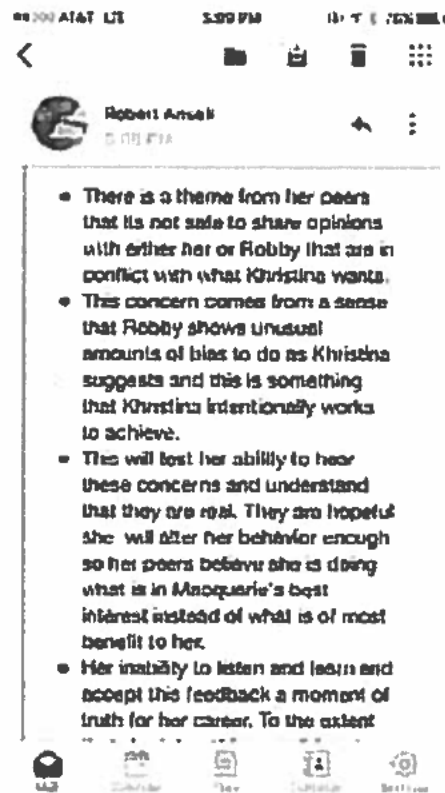 AT&T LTE 5:09 PM
Robert Ansell
• There is a theme from her peers
that its not safe to share opinions
with either her or Robby that are in
conflict with what Khristina wants.
• This concern comes from a sense
that Robby shows unusual
amounts of bias to do as Khristina
suggests and this is something
that Khristina intentionally works
to achieve.
• This will test her ability to hear
these concerns and understand
that they are real. They are hopeful
she will alter her behavior enough
so her peers believe she is doing
what is in Macquarie's best
interest instead of what is of most
benefit to her.
• Her inability to listen and learn and
accept this feedback a moment of
truth for her career. To the extent